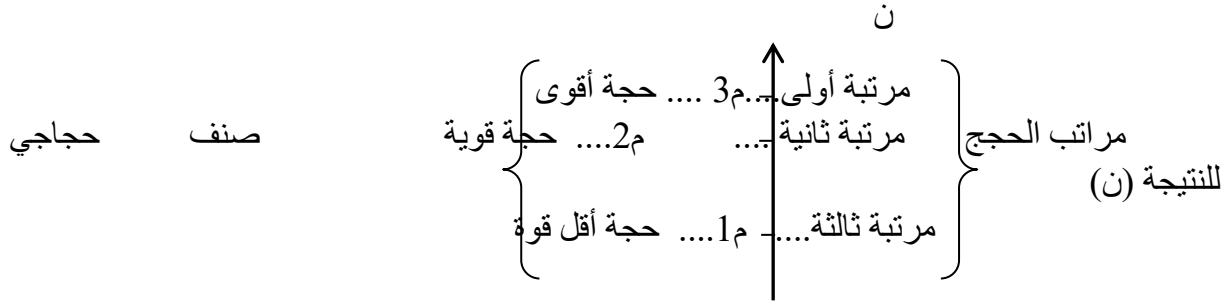 ن
مرتبة أولى....م3 .... حجة أقوى
مراتب الحجج مرتبة ثانية .... م2.... حجة قوية صنف حجاجي
للنتيجة (ن)
مرتبة ثالثة.... م1.... حجة أقل قوة